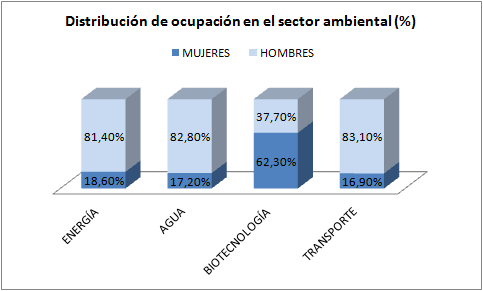 Distribución de ocupación en el sector ambiental (%)
MUJERES HOMBRES
81,40% 82,80% 37,70% 83,10%
18,60% 17,20% 62,30% 16,90%
ENERGÍA AGUA BIOTECNOLOGÍA TRANSPORTE